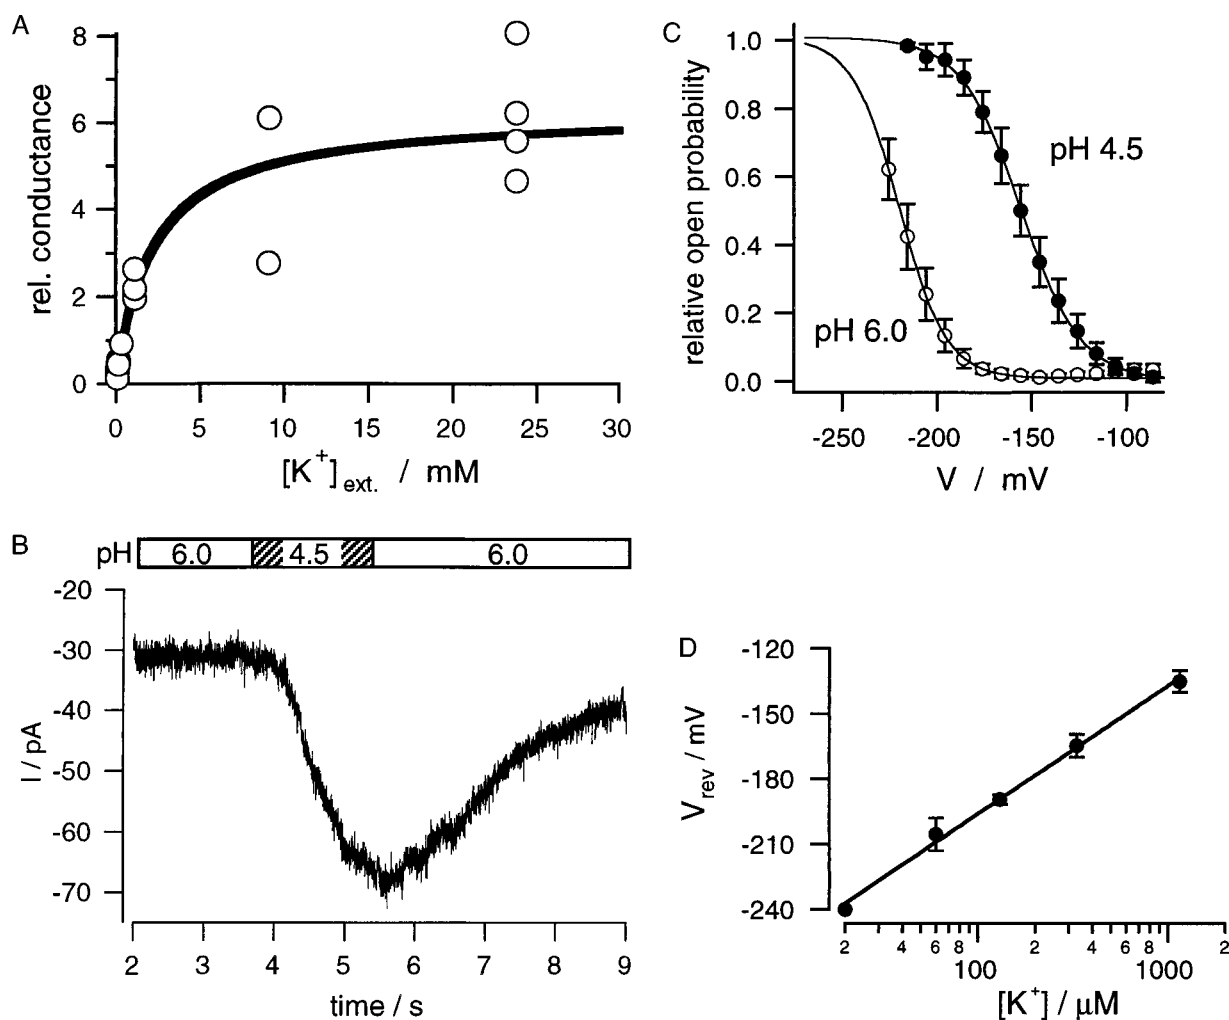 A
rel. conductance
8
6
4
2
0
0 5 10 15 20 25 30
[K+]ext. / mM
B
pH 6.0 4.5 6.0
I / pA
-20
-30
-40
-50
-60
-70
2 3 4 5 6 7 8 9
time / s
C
relative open probability
1.0
0.8
0.6
0.4
0.2
0.0
pH 4.5
pH 6.0
-250 -200 -150 -100
V / mV
D
Vrev / mV
-120
-150
-180
-210
-240
2 4 6 8 100 2 4 6 8 1000 2
[K+] / µM